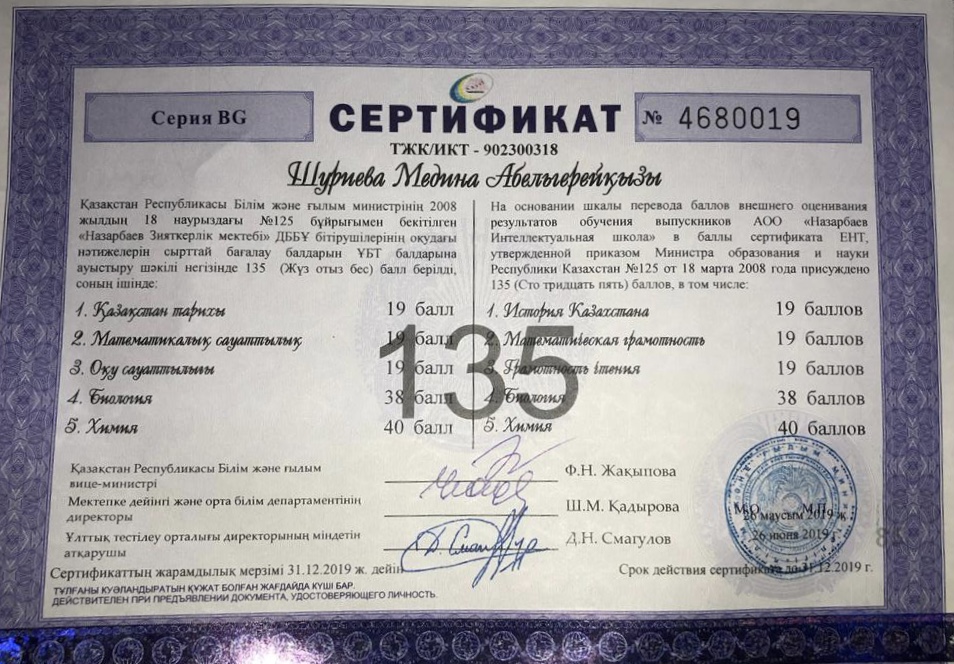 Серия BG
СЕРТИФИКАТ
№ 4680019
ТЖК/ИКТ - 902300318
Шуриева Медина Абельгерейқызы
Қазақстан Республикасы Білім және ғылым министрінің 2008
жылдың 18 наурыздағы №125 бұйрығымен бекітілген
«Назарбаев Зияткерлік мектебі» ДББҰ бітірушілерінің оқудағы
нәтижелерін сырттай бағалау балдарын ҰБТ балдарына
ауыстыру шәкілі негізінде 135 (Жүз отыз бес) балл берілді,
соның ішінде:
1. Қазақстан тарихы 19 балл
2. Математикалық сауаттылық 19 балл
3. Оқу сауаттылығы 19 балл
4. Биология 38 балл
5. Химия 40 балл
На основании шкалы перевода баллов внешнего оценивания
результатов обучения выпускников АОО «Назарбаев
Интеллектуальная школа» в баллы сертификата ЕНТ,
утвержденной приказом Министра образования и науки
Республики Казахстан №125 от 18 марта 2008 года присуждено
135 (Сто тридцать пять) баллов, в том числе:
1. История Казахстана 19 баллов
2. Математическая грамотность 19 баллов
3. Грамотность чтения 19 баллов
4. Биология 38 баллов
5. Химия 40 баллов
135
Қазақстан Республикасы Білім және ғылым
вице-министрі
Ф.Н. Жақыпова
Мектепке дейінгі және орта білім департаментінің
директоры
Ш.М. Қадырова
Ұлттық тестілеу орталығы директорының міндетін
атқарушы
Д.Н. Смагулов
М.О. М.П.
26 маусым 2019 ж.
26 июня 2019 г.
Сертификаттың жарамдылық мерзімі 31.12.2019 ж. дейін
Срок действия сертификата до 31.12.2019 г.
ТҰЛҒАНЫ КУӘЛАНДЫРАТЫН ҚҰЖАТ БОЛҒАН ЖАҒДАЙДА КҮШІ БАР.
ДЕЙСТВИТЕЛЕН ПРИ ПРЕДЪЯВЛЕНИИ ДОКУМЕНТА, УДОСТОВЕРЯЮЩЕГО ЛИЧНОСТЬ.